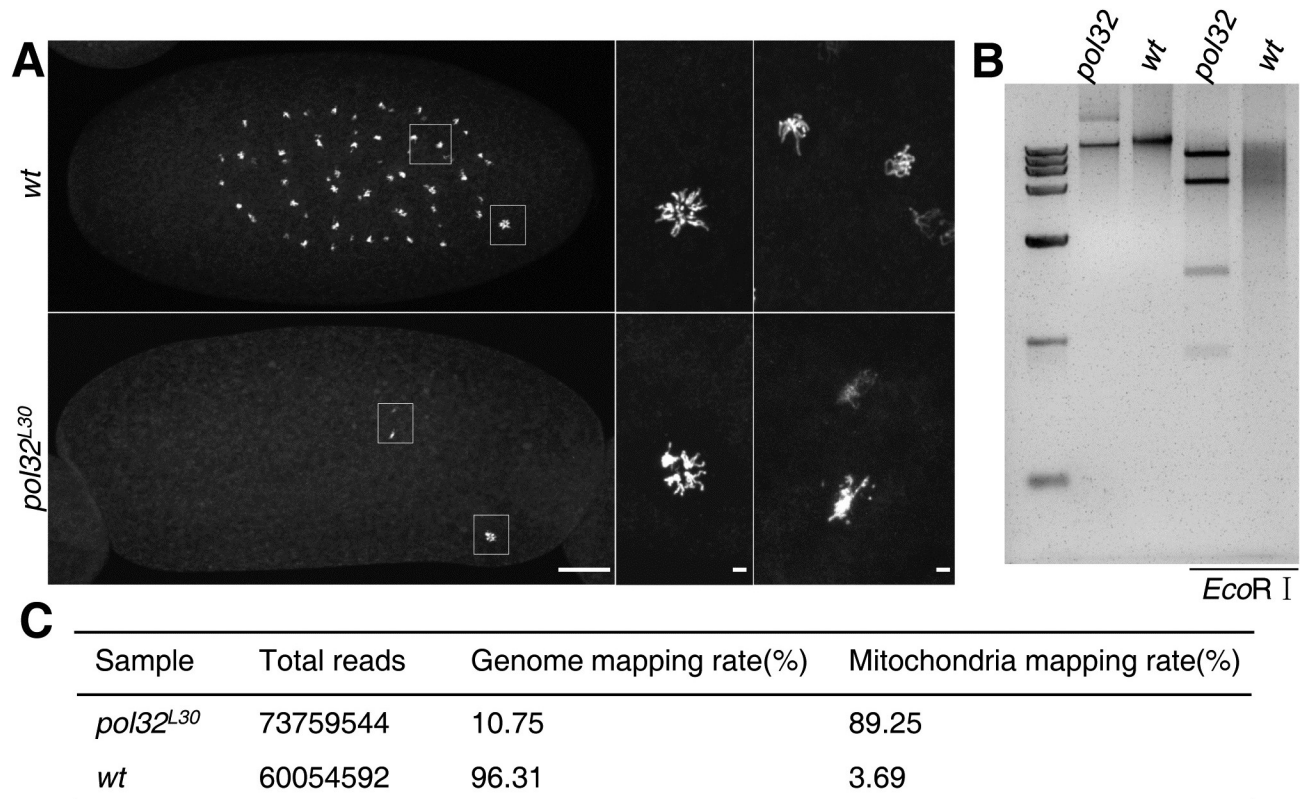 A
wt
pol32L30
B
pol32 wt pol32 wt
EcoR I
C
Sample Total reads Genome mapping rate(%) Mitochondria mapping rate(%)
pol32L30 73759544 10.75 89.25
wt 60054592 96.31 3.69